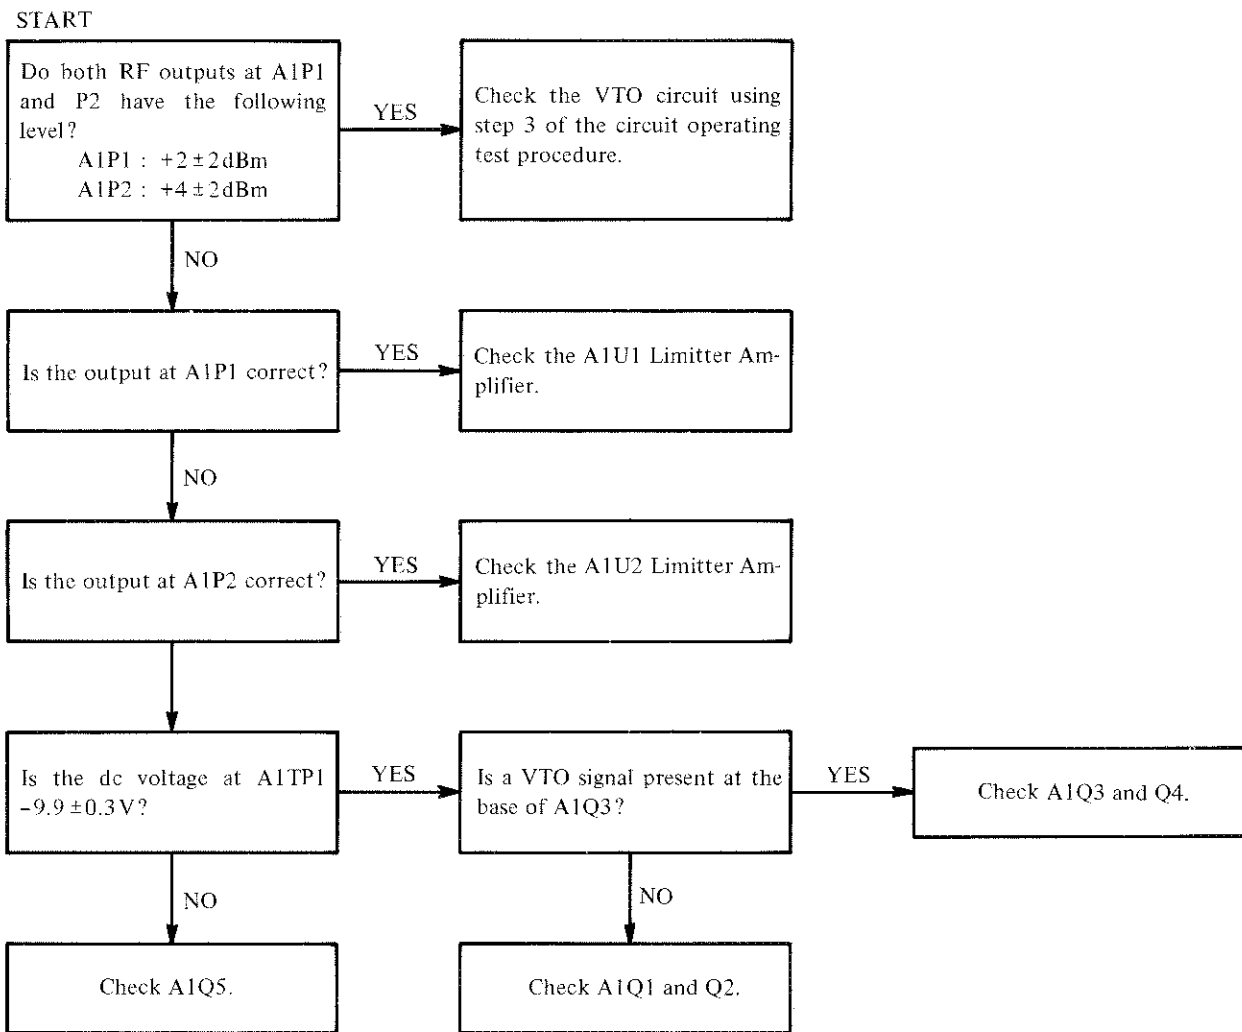 START
Do both RF outputs at A1P1
and P2 have the following
level?
A1P1 : +2±2dBm
A1P2 : +4±2dBm
YES
Check the VTO circuit using
step 3 of the circuit operating
test procedure.
NO
Is the output at A1P1 correct?
YES
Check the A1U1 Limitter Am-
plifier.
NO
Is the output at A1P2 correct?
YES
Check the A1U2 Limitter Am-
plifier.
Is the dc voltage at A1TP1
-9.9±0.3V?
YES
Is a VTO signal present at the
base of A1Q3?
YES
Check A1Q3 and Q4.
NO
NO
Check A1Q5.
Check A1Q1 and Q2.